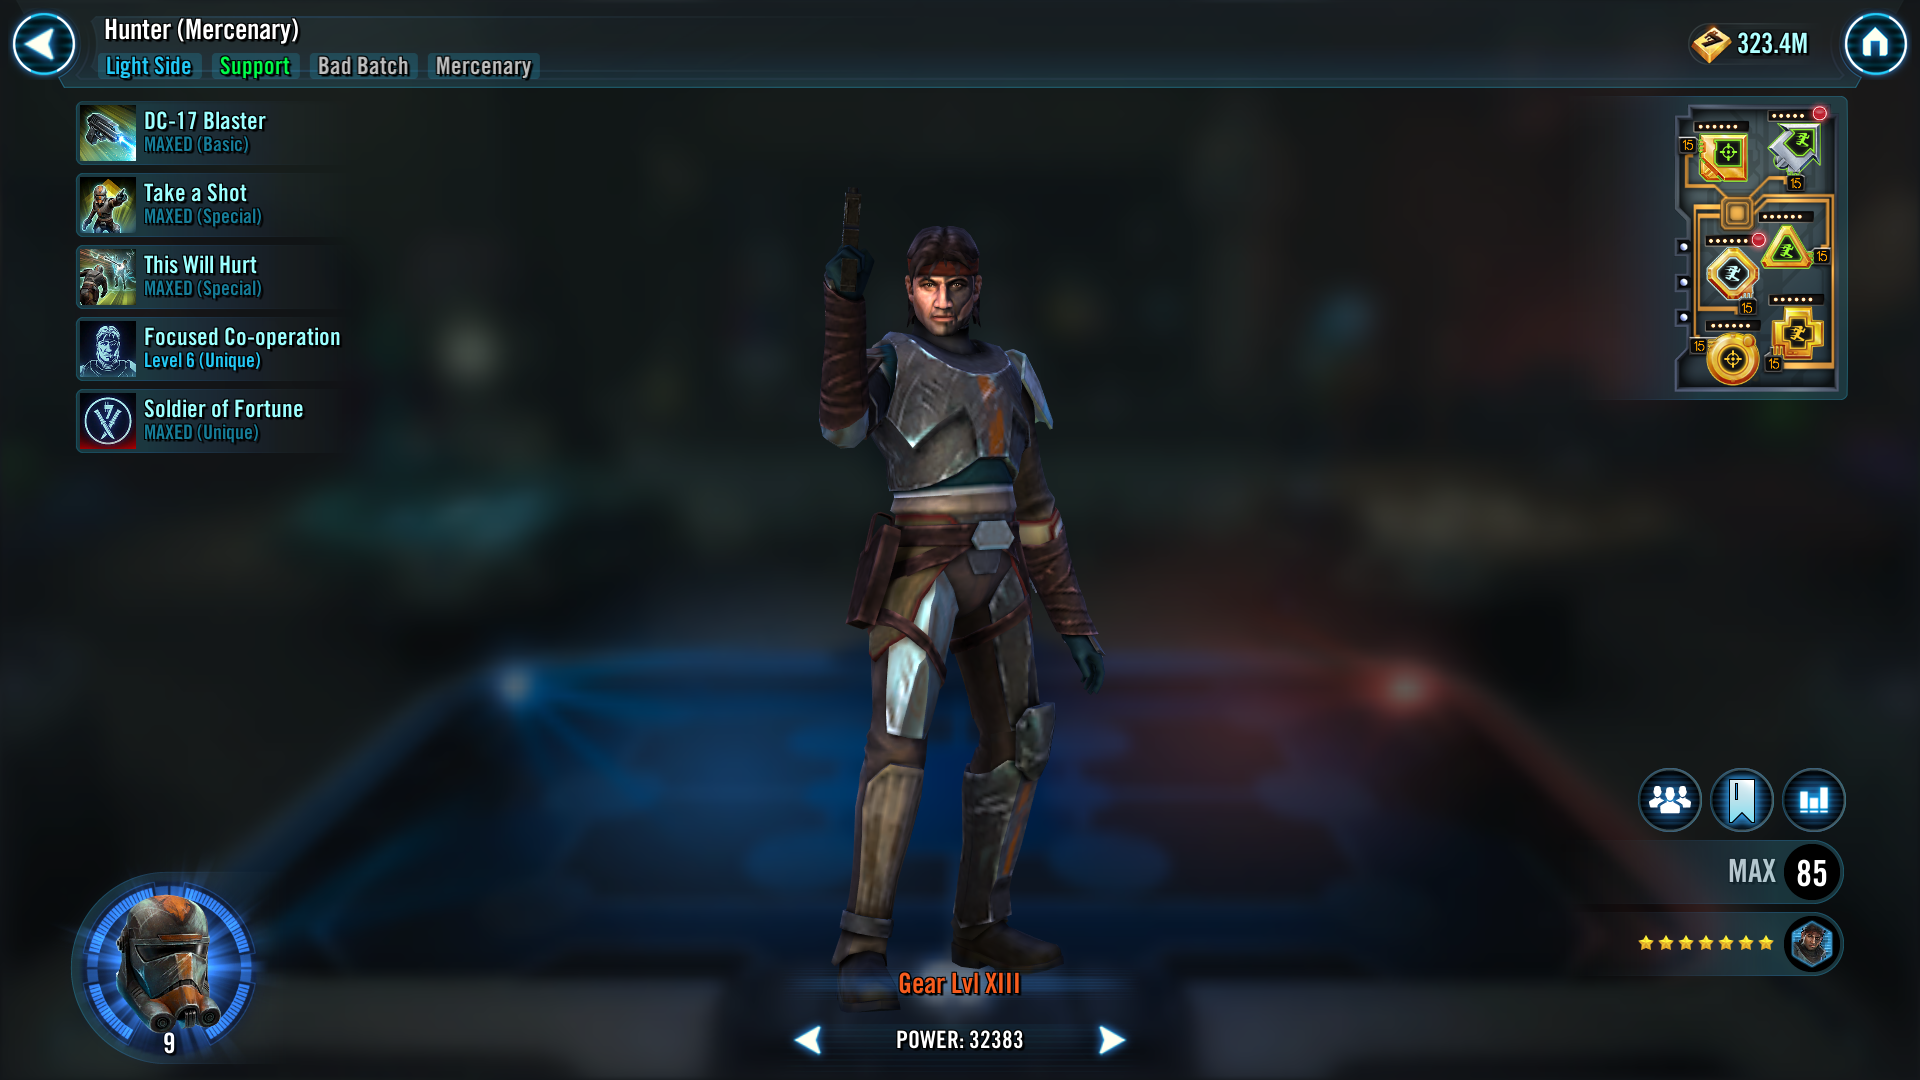 Hunter (Mercenary)
Light Side
Support
Bad Batch
Mercenary
323.4M
DC-17 Blaster
MAXED (Basic)
Take a Shot
MAXED (Special)
This Will Hurt
MAXED (Special)
Focused Co-operation
Level 6 (Unique)
Soldier of Fortune
MAXED (Unique)
15
15
15
15
15
15
MAX 85
9
Gear Lvl XIII
POWER: 32383